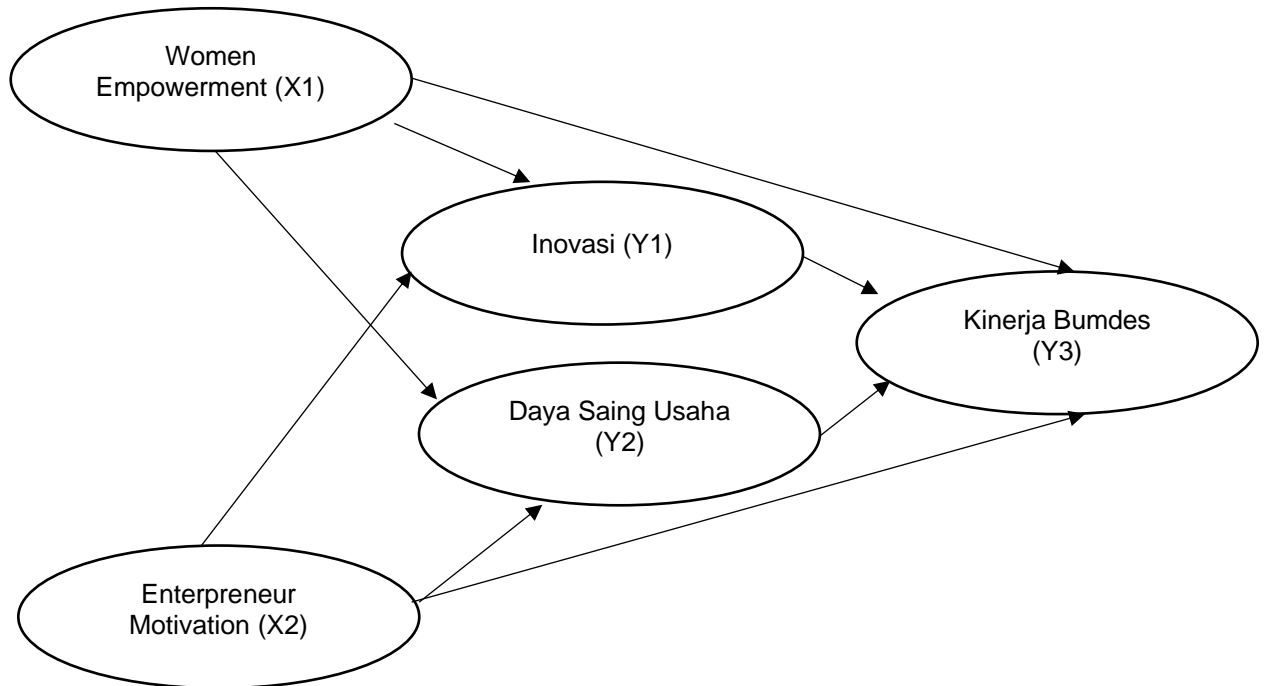 Women
Empowerment (X1)
Inovasi (Y1)
Kinerja Bumdes
(Y3)
Daya Saing Usaha
(Y2)
Enterpreneur
Motivation (X2)